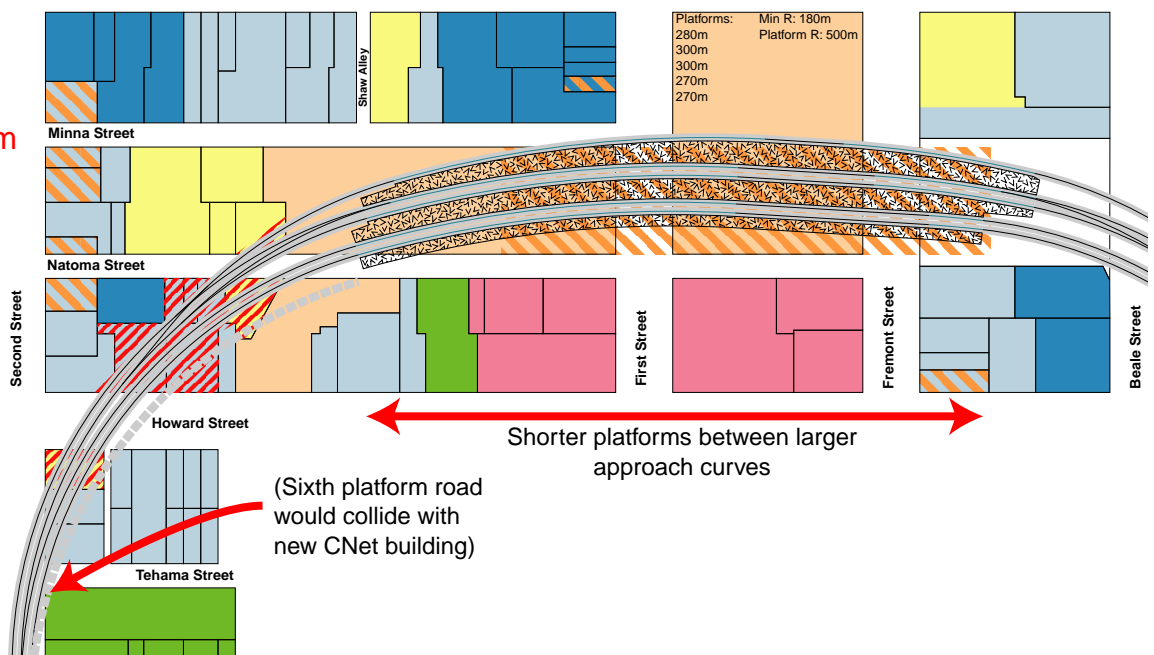 Platforms: Min R: 180m
280m Platform R: 500m
300m
300m
270m
270m
Shaw Alley
Minna Street
m
Natoma Street
Second Street
First Street
Fremont Street
Beale Street
Howard Street
Shorter platforms between larger
approach curves
(Sixth platform road
would collide with
new CNet building)
Tehama Street